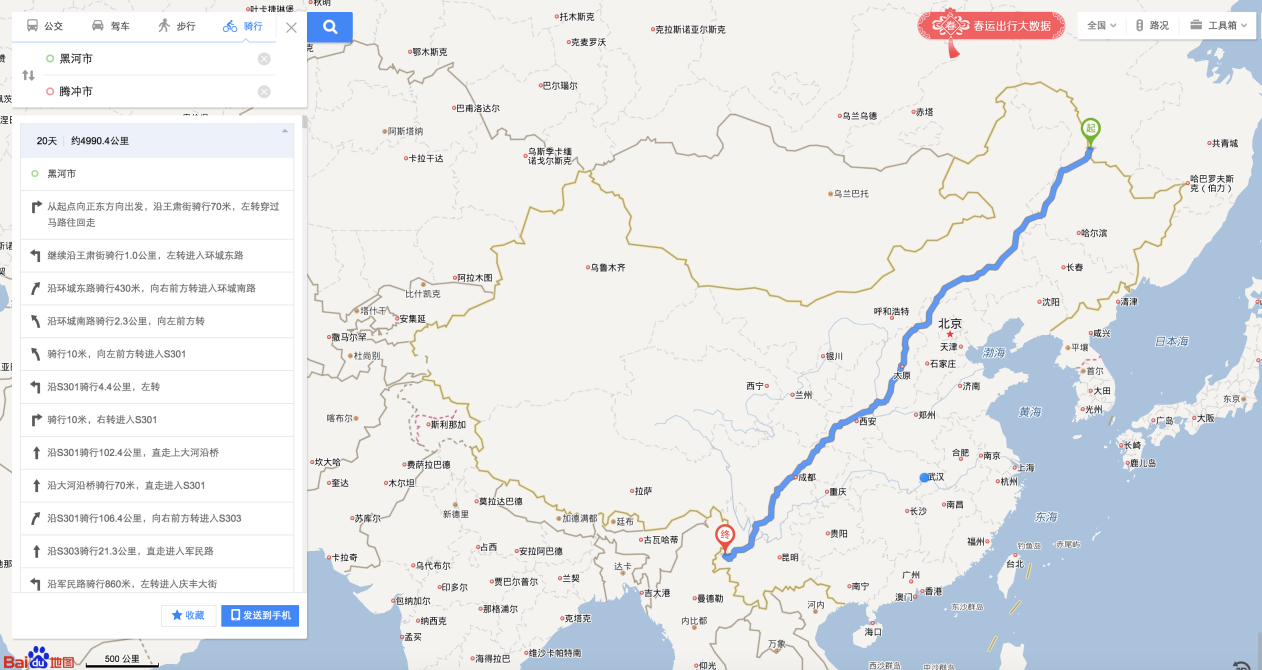 公交
驾车
步行
骑行
黑河市
腾冲市
20天
约4990.4公里
黑河市
从起点向正东方向出发，沿王肃街骑行70米，左转穿过
马路往回走
继续沿王肃街骑行1.0公里，左转进入环城东路
沿环城东路骑行430米，向右前方转进入环城南路
沿环城南路骑行2.3公里，向左前方转
骑行10米，向左前方转进入S301
沿S301骑行4.4公里，左转
骑行10米，右转进入S301
沿S301骑行102.4公里，直走上大河沿桥
沿大河沿桥骑行70米，直走进入S301
沿S301骑行106.4公里，向右前方转进入S303
沿S303骑行21.3公里，直走进入军民路
沿军民路骑行860米，左转进入庆丰大街
收藏
发送到手机
Bai du 地图
500 公里
春
春运出行大数据
全国
路况
工具箱
叶卡捷琳堡
秋明
托木斯克
克麦罗沃
克拉斯诺亚尔斯克
鄂木斯克
巴尔瑙尔
巴甫洛达尔
阿斯塔纳
卡拉干达
乌斯季卡缅
诺戈尔斯克
乌兰乌德
赤塔
起
共青城
哈巴罗夫斯
克（伯力）
乌兰巴托
哈尔滨
长春
乌鲁木齐
阿拉木图
比什凯克
塔什干
安集延
撒马尔罕
杜尚别
沈阳
清津
呼和浩特
北京
天津
咸兴
平壤
日本海
渤海
银川
太原
石家庄
首尔
济南
大田
西宁
兰州
东京
喀布尔
斯利那加
西安
郑州
黄海
光州
广岛
大阪
长崎
鹿儿岛
坎大哈
费萨拉巴德
奎达
木尔坦
合肥
南京
上海
成都
武汉
杭州
拉萨
重庆
莫拉达巴德
新德里
苏库尔
加德满都
廷布
长沙
南昌
东海
终
贵阳
古瓦哈蒂
福州
钓鱼岛
赤尾屿
卡拉奇
占西
安拉阿巴德
昆明
台北
乌代布尔
达卡
印多尔
贾巴尔普尔
兰契
吉大港
南宁
广州
香港
澳门
包纳加尔
那格浦尔
曼德勒
河内
东沙群岛
纳西克
克塔克
内比都
海口
孟买
万象
海得拉巴
维沙卡帕特南
仰光
西沙群岛
中沙群岛